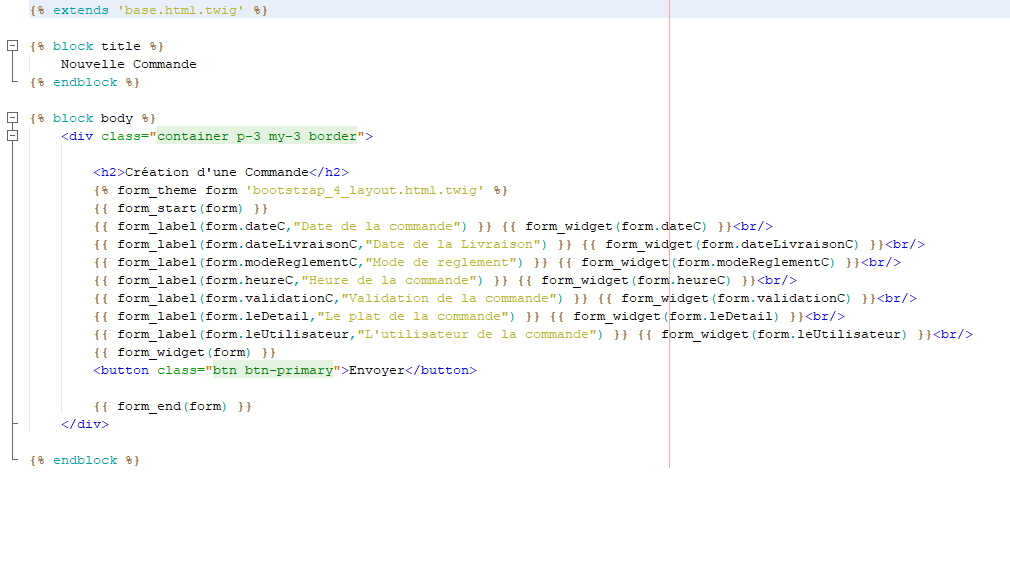 {% extends 'base.html.twig' %}
{% block title %}
Nouvelle Commande
{% endblock %}
{% block body %}
<div class="container p-3 my-3 border">
<h2>Création d'une Commande</h2>
{% form_theme form 'bootstrap_4_layout.html.twig' %}
{{ form_start(form) }}
{{ form_label(form.dateC,"Date de la commande") }} {{ form_widget(form.dateC) }}<br/>
{{ form_label(form.dateLivraisonC,"Date de la Livraison") }} {{ form_widget(form.dateLivraisonC) }}<br/>
{{ form_label(form.modeReglementC,"Mode de reglement") }} {{ form_widget(form.modeReglementC) }}<br/>
{{ form_label(form.heureC,"Heure de la commande") }} {{ form_widget(form.heureC) }}<br/>
{{ form_label(form.validationC,"Validation de la commande") }} {{ form_widget(form.validationC) }}<br/>
{{ form_label(form.leDetail,"Le plat de la commande") }} {{ form_widget(form.leDetail) }}<br/>
{{ form_label(form.leUtilisateur,"L'utilisateur de la commande") }} {{ form_widget(form.leUtilisateur) }}<br/>
{{ form_widget(form) }}
<button class="btn btn-primary">Envoyer</button>
{{ form_end(form) }}
</div>
{% endblock %}